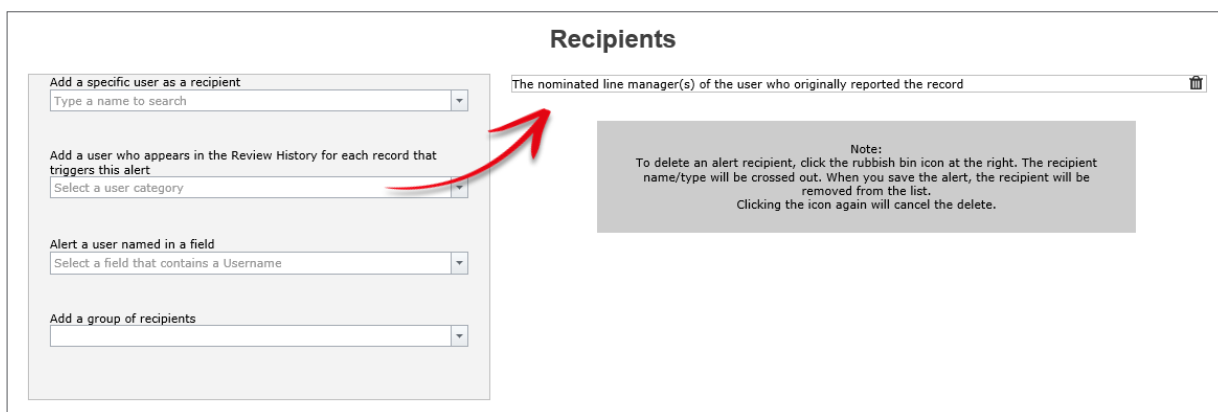 Recipients
Add a specific user as a recipient
Type a name to search
Add a user who appears in the Review History for each record that
triggers this alert
Select a user category
Alert a user named in a field
Select a field that contains a Username
Add a group of recipients
The nominated line manager(s) of the user who originally reported the record
Note:
To delete an alert recipient, click the rubbish bin icon at the right. The recipient
name/type will be crossed out. When you save the alert, the recipient will be
removed from the list.
Clicking the icon again will cancel the delete.